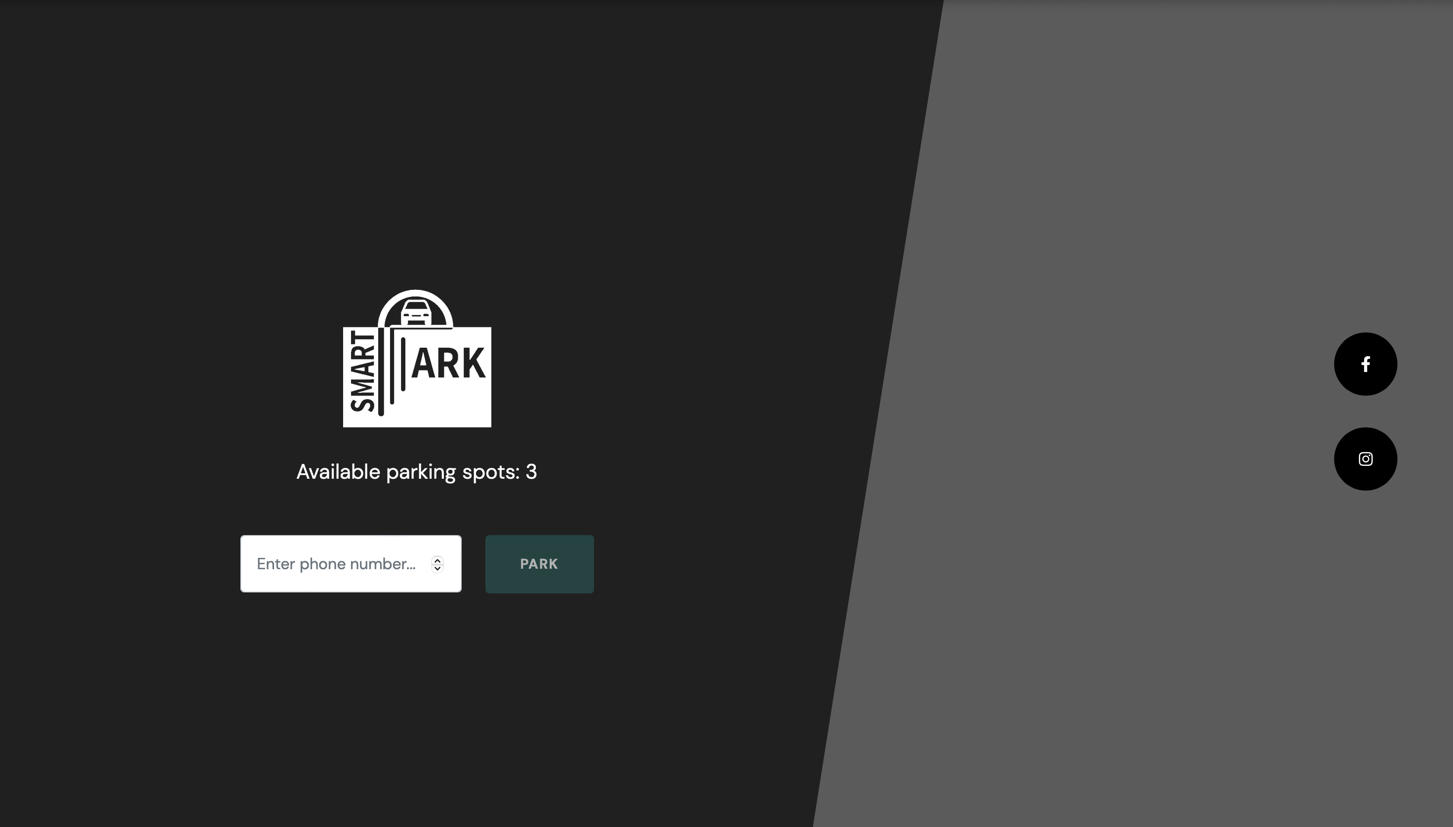 SMART
ARK
Available parking spots: 3
Enter phone number...
PARK